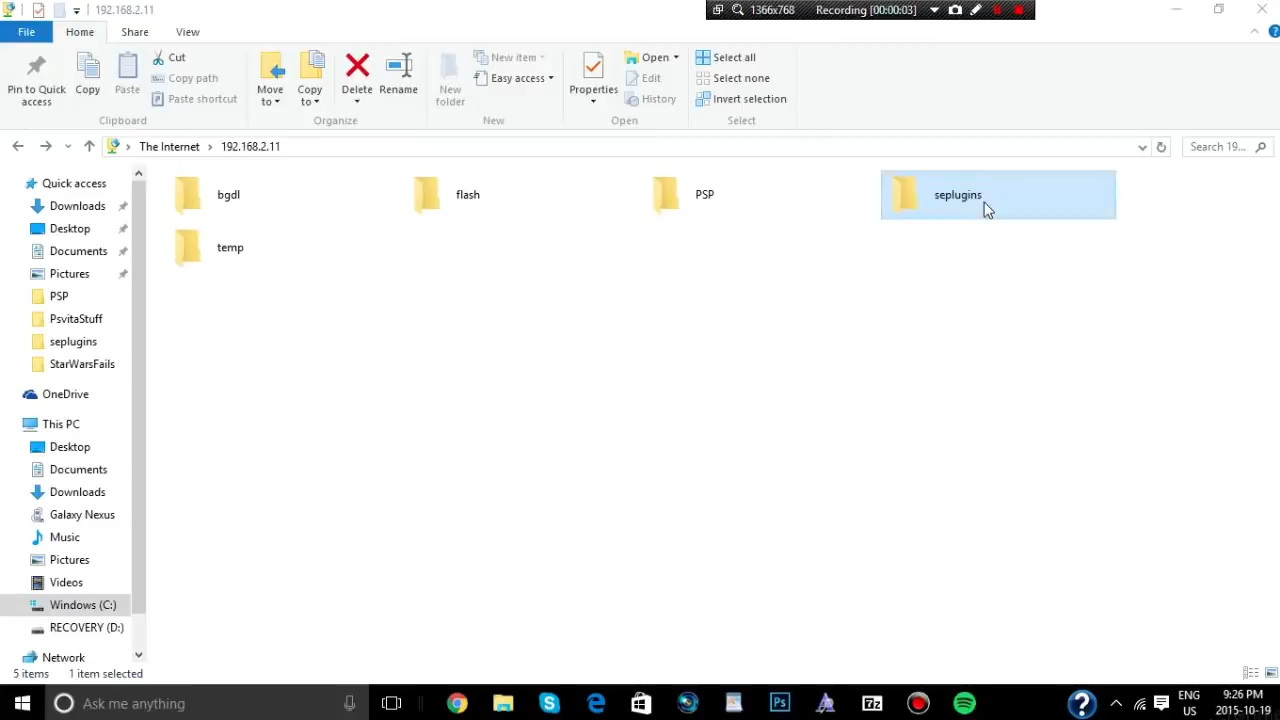 192.168.2.11
1366x768 Recording [00:00:03]
File Home Share View
Pin to Quick access
Copy
Paste
Cut
Copy path
Paste shortcut
Clipboard
Move to
Copy to
Delete
Rename
Organize
New folder
New item
Easy access
New
Properties
Open
Edit
History
Open
Select all
Select none
Invert selection
Select
The Internet 192.168.2.11
Search 19...
Quick access
Downloads
Desktop
Documents
Pictures
PSP
PsvitaStuff
seplugins
StarWarsFails
OneDrive
This PC
Desktop
Documents
Downloads
Galaxy Nexus
Music
Pictures
Videos
Windows (C:)
RECOVERY (D:)
Network
bgdl flash PSP seplugins
temp
5 items 1 item selected
Ask me anything
Ps
7z
ENG
US
9:26 PM
2015-10-19